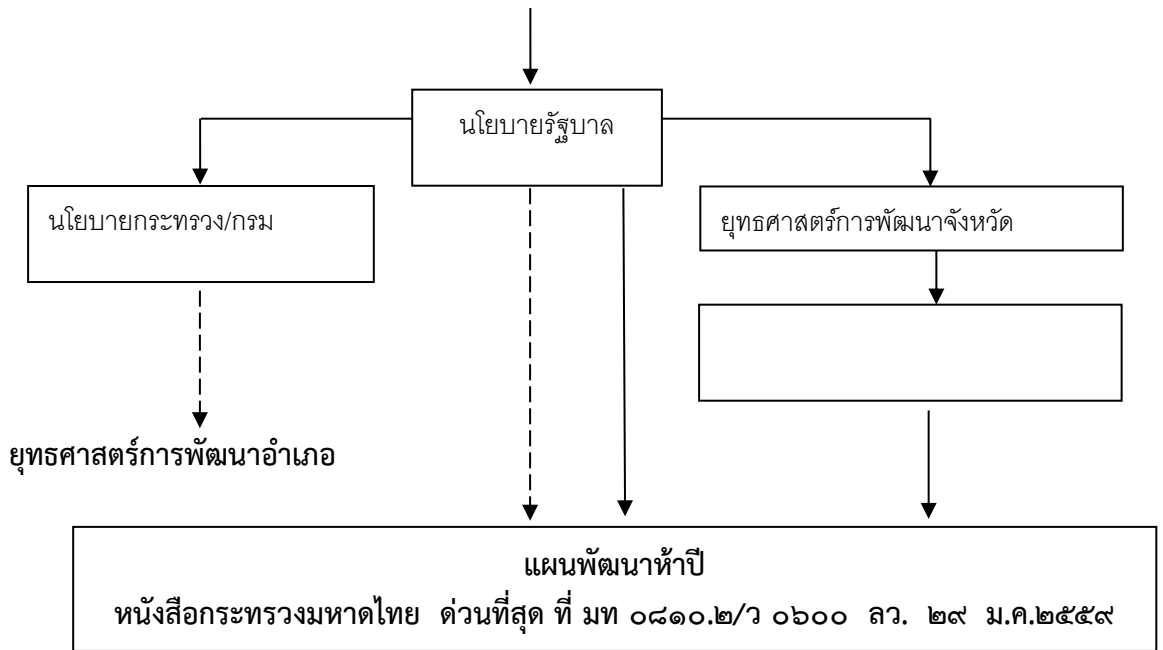 นโยบายรัฐบาล
นโยบายกระทรวง/กรม
ยุทธศาสตร์การพัฒนาจังหวัด
ยุทธศาสตร์การพัฒนาอำเภอ
แผนพัฒนาห้าปี
หนังสือกระทรวงมหาดไทย ด่วนที่สุด ที่ มท ๐๘๑๐.๒/ว ๐๖๐๐ ลว. ๒๙ ม.ค.๒๕๕๙